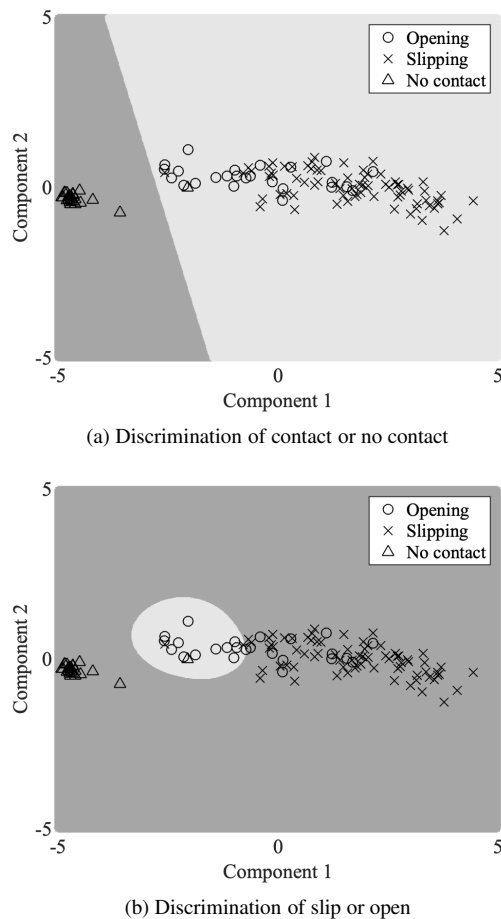 5
Opening
Slipping
No contact
Component 2
0
-5
-5
0
5
Component 1
(a) Discrimination of contact or no contact
5
Opening
Slipping
No contact
Component 2
0
-5
-5
0
5
Component 1
(b) Discrimination of slip or open